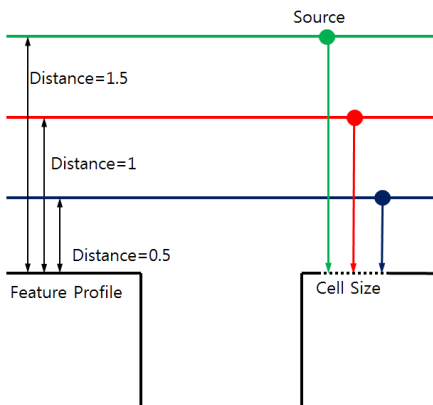 Source
Distance=1.5
Distance=1
Distance=0.5
Feature Profile
Cell Size